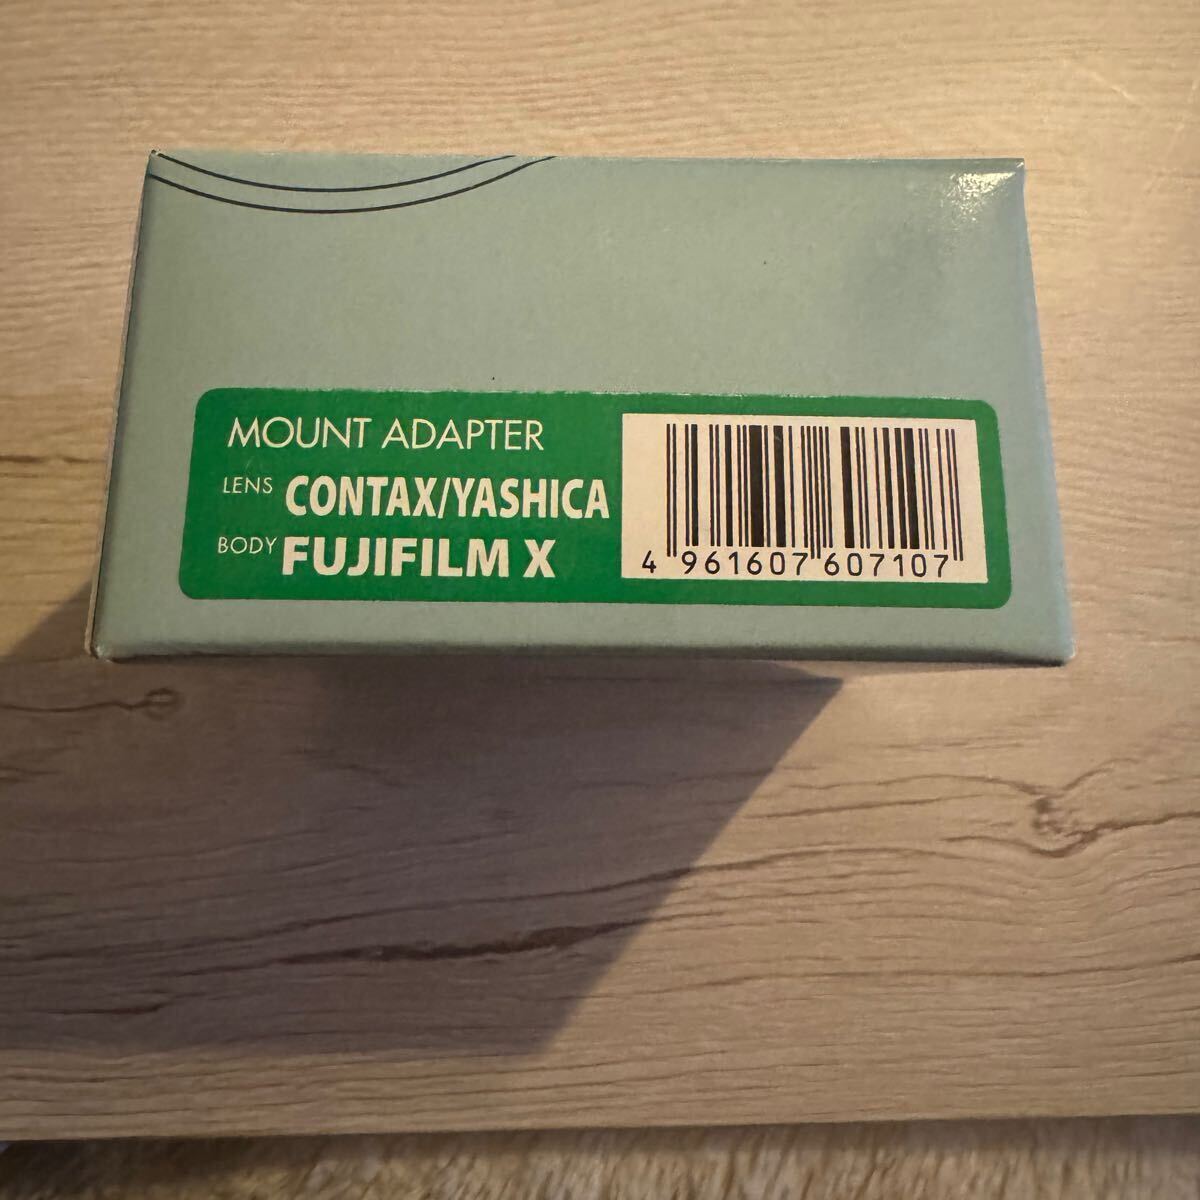 MOUNT ADAPTER
LENS CONTAX/YASHICA
BODY FUJIFILM X
4 961607 607107